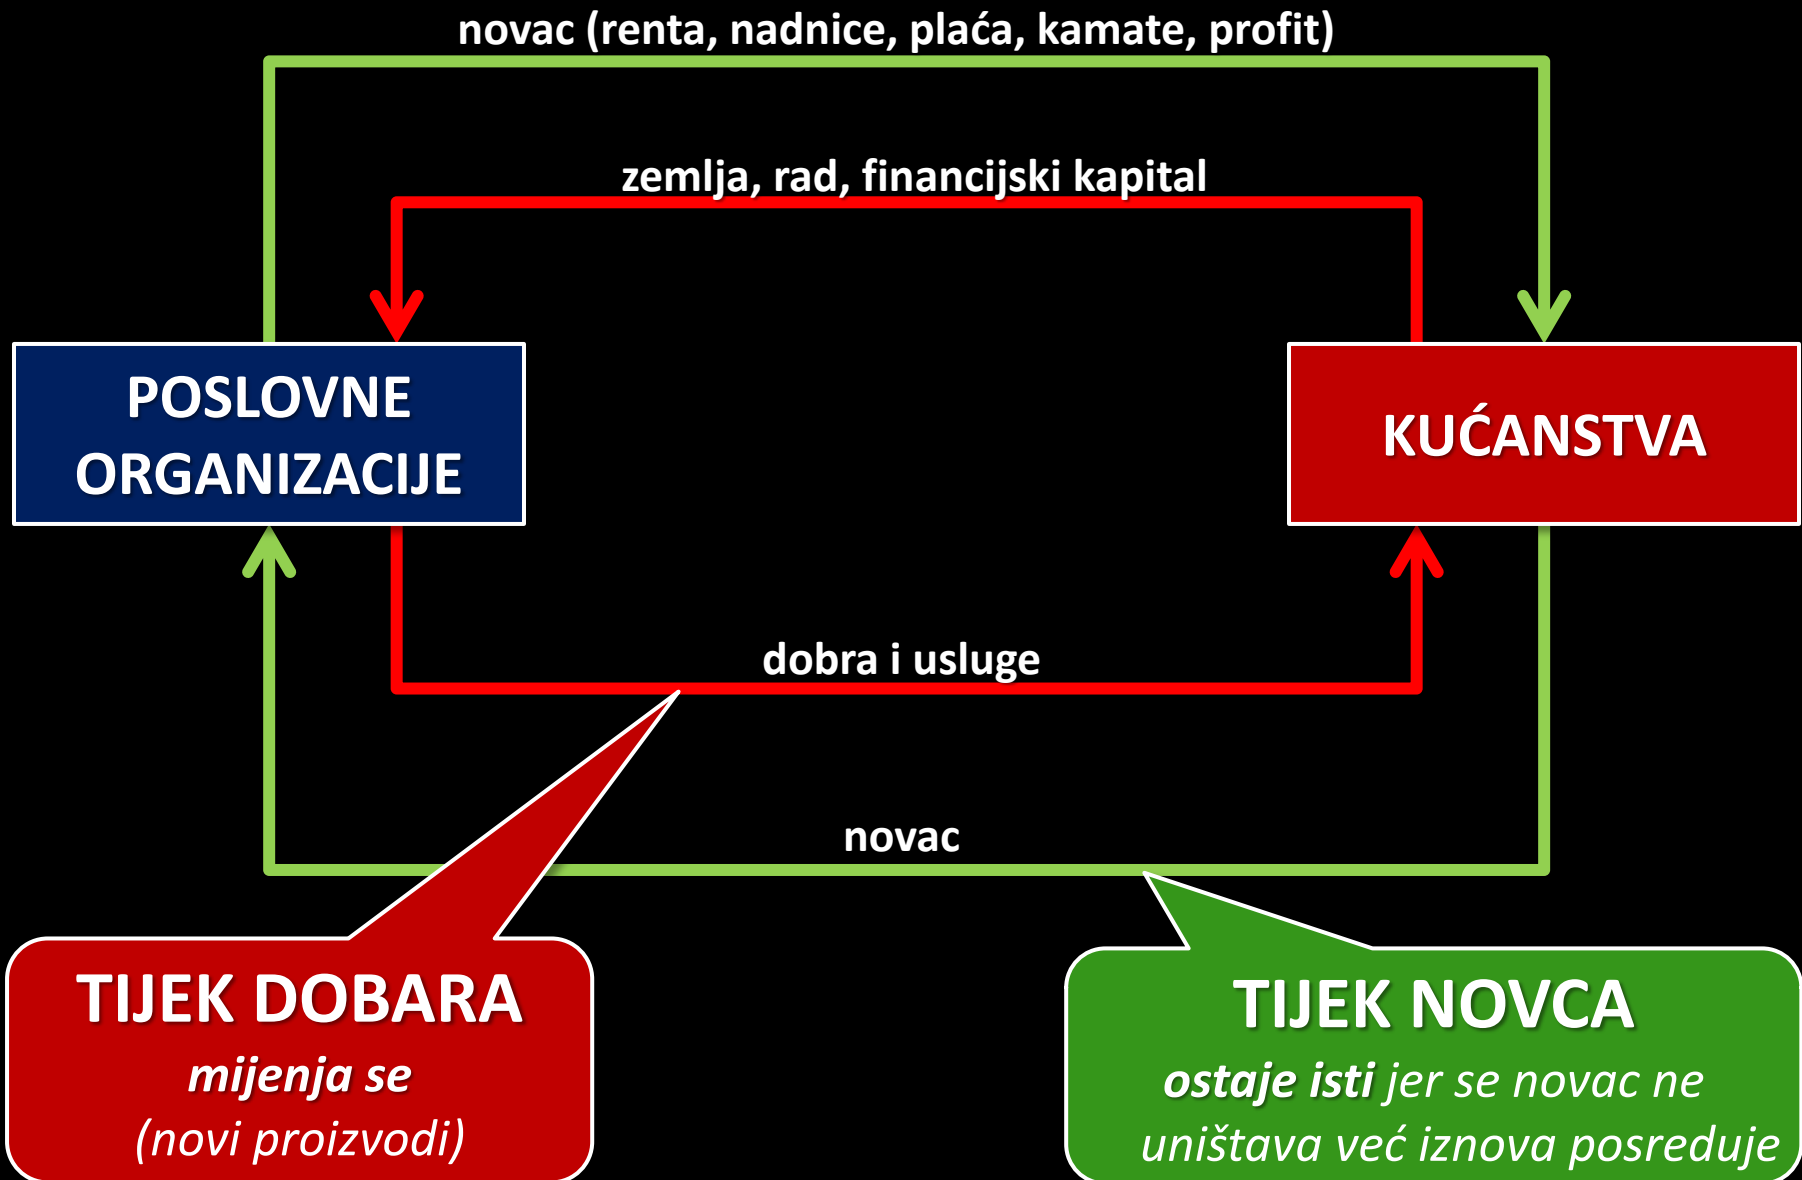 novac (renta, nadnice, plaća, kamate, profit)
zemlja, rad, financijski kapital
POSLOVNE
ORGANIZACIJE
KUĆANSTVA
dobra i usluge
novac
TIJEK DOBARA
mijenja se
(novi proizvodi)
TIJEK NOVCA
ostaje isti jer se novac ne
uništava već iznova posreduje